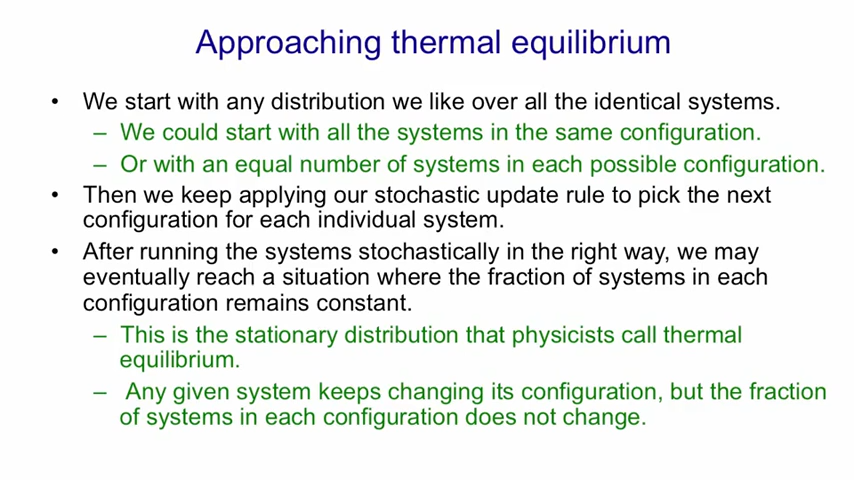 Approaching thermal equilibrium
• We start with any distribution we like over all the identical systems.
– We could start with all the systems in the same configuration.
– Or with an equal number of systems in each possible configuration.
• Then we keep applying our stochastic update rule to pick the next
configuration for each individual system.
• After running the systems stochastically in the right way, we may
eventually reach a situation where the fraction of systems in each
configuration remains constant.
– This is the stationary distribution that physicists call thermal
equilibrium.
– Any given system keeps changing its configuration, but the fraction
of systems in each configuration does not change.